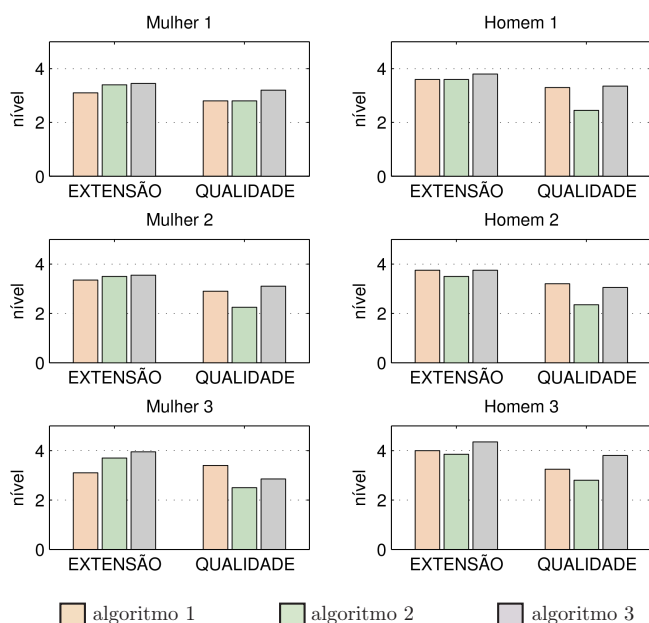 Mulher 1
nível
4
2
0
EXTENSÃO QUALIDADE
Homem 1
nível
4
2
0
EXTENSÃO QUALIDADE
Mulher 2
nível
4
2
0
EXTENSÃO QUALIDADE
Homem 2
nível
4
2
0
EXTENSÃO QUALIDADE
Mulher 3
nível
4
2
0
EXTENSÃO QUALIDADE
Homem 3
nível
4
2
0
EXTENSÃO QUALIDADE
algoritmo 1 algoritmo 2 algoritmo 3